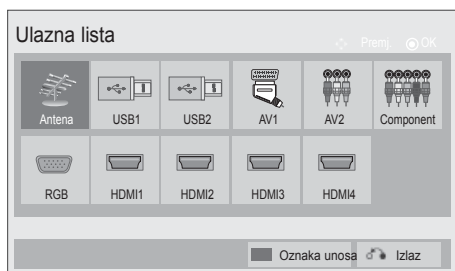 Ulazna lista
Premj. OK
Antena USB1 USB2 AV1 AV2 Component
RGB HDMI1 HDMI2 HDMI3 HDMI4
Oznaka unosa Izlaz